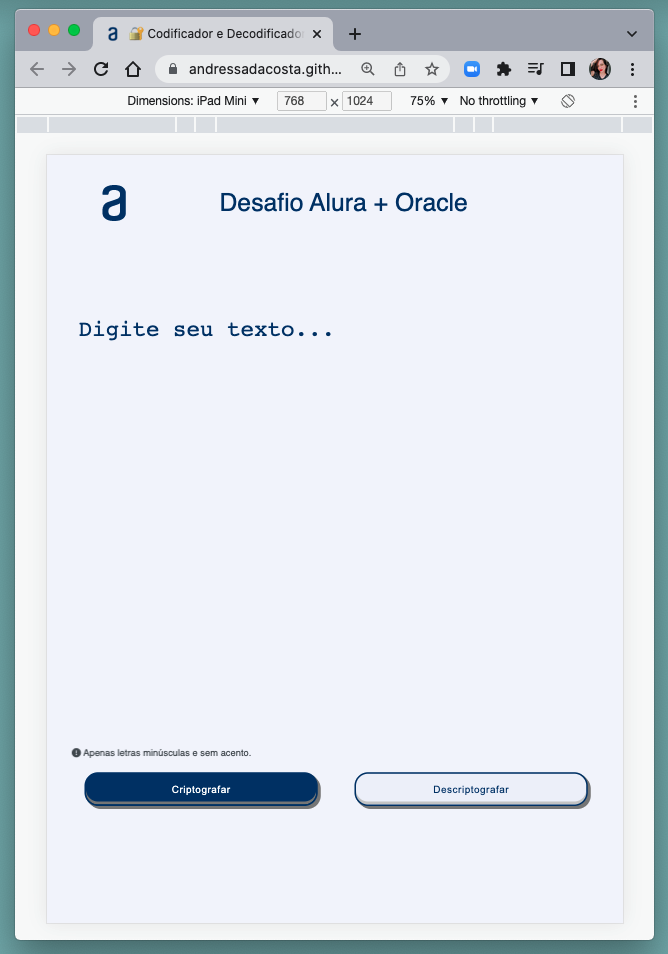 a 🔐 Codificador e Decodificado
andressadacosta.gith...
Dimensions: iPad Mini ▼ 768 x 1024 75% ▼ No throttling ▼
a Desafio Alura + Oracle
Digite seu texto...
Apenas letras minúsculas e sem acento.
Criptografar Descriptografar